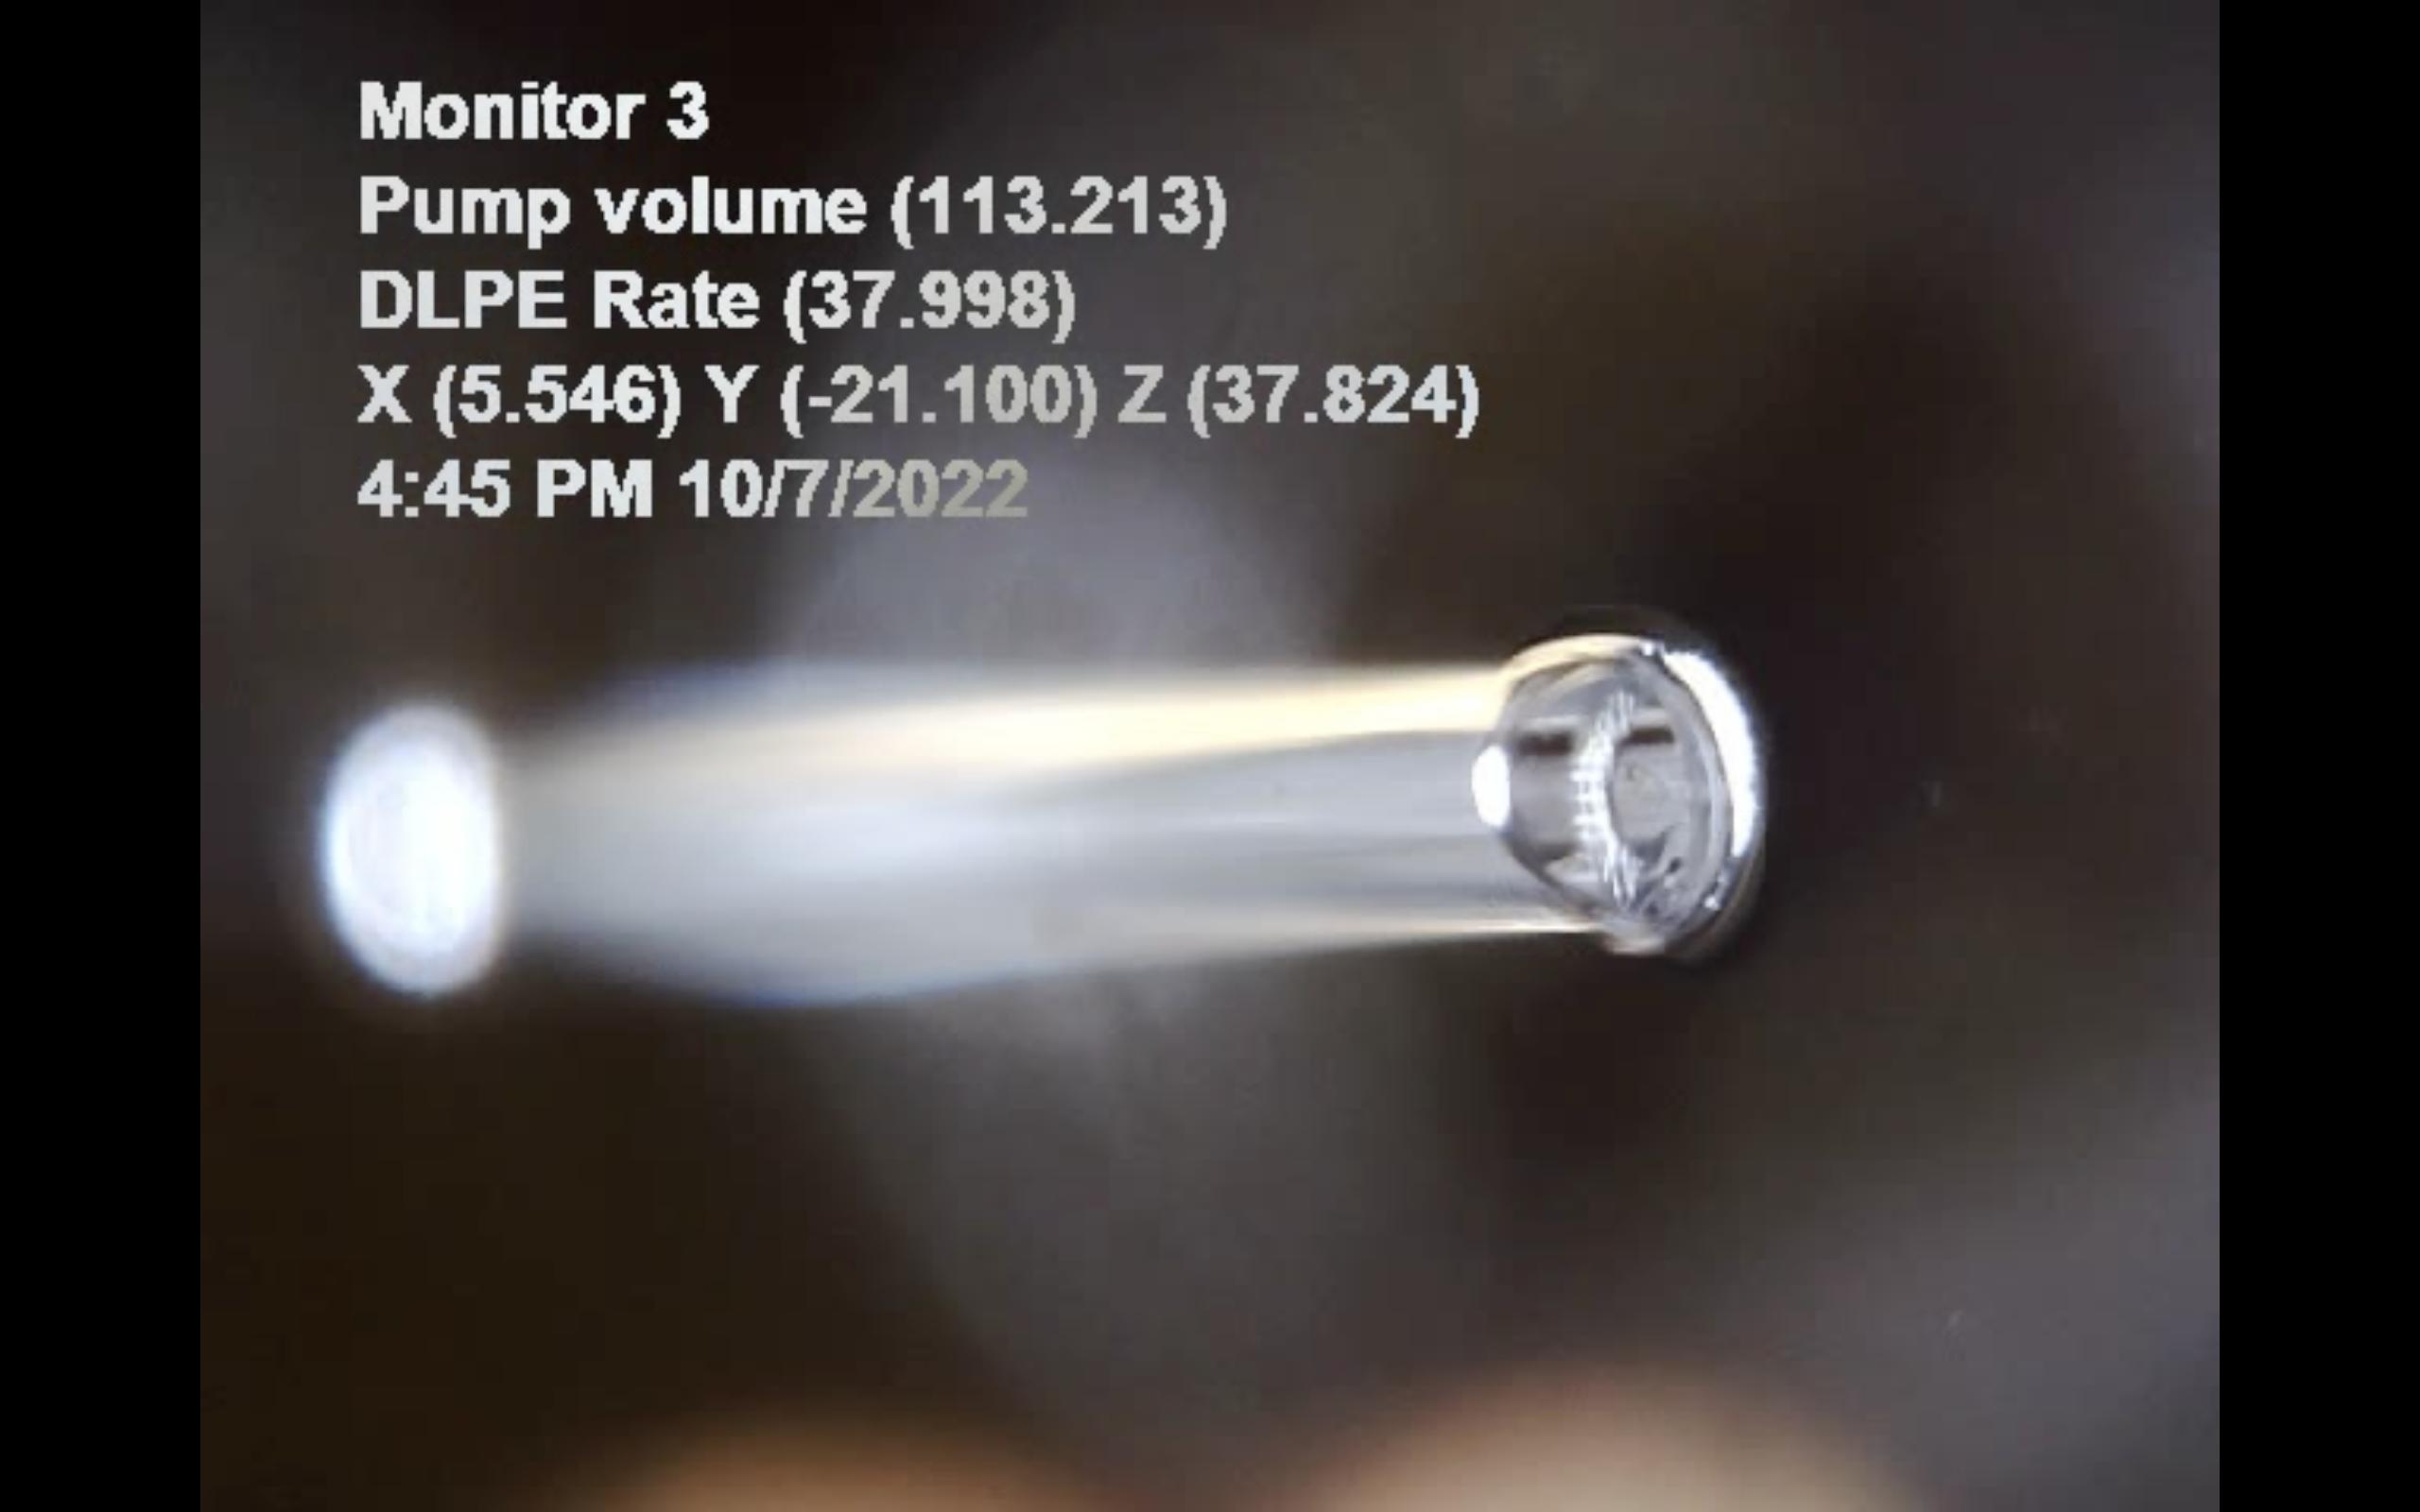 Monitor 3
Pump volume (113.213)
DLPE Rate (37.998)
X (5.546) Y (-21.100) Z (37.824)
4:45 PM 10/7/2022